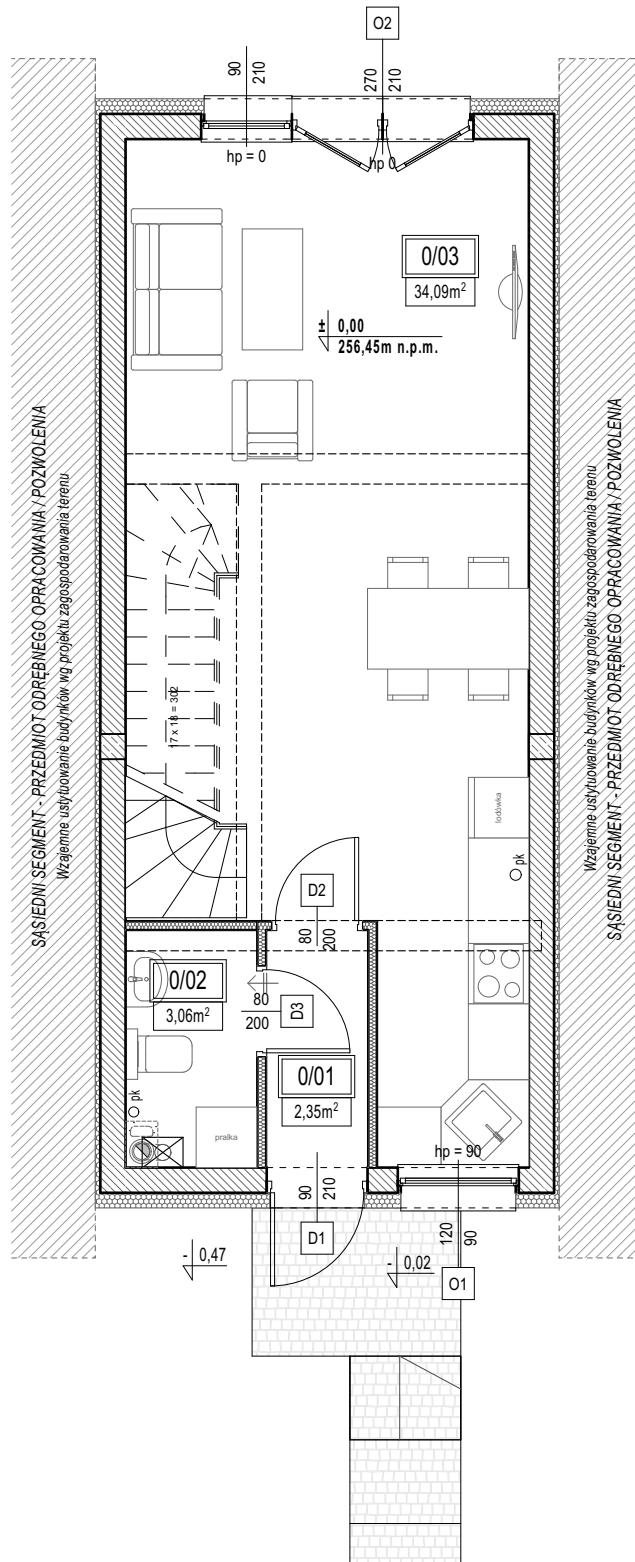 O2
90
210
270
210
hp = 0
hp 0
0/03
34,09m²
± 0,00
256,45m n.p.m.
SĄSIEDNI SEGMENT - PRZEDMIOT ODRĘBNEGO OPRACOWANIA / POZWOLENIA
Wzajemne ustytuowanie budynków wg projektu zagospodarowania terenu
Wzajemne ustytuowanie budynków wg projektu zagospodarowania terenu
SĄSIEDNI SEGMENT - PRZEDMIOT ODRĘBNEGO OPRACOWANIA / POZWOLENIA
17 x 18 = 302
lodówka
pk
D2
80
200
0/02
3,06m²
80
200
D3
0/01
2,35m²
pk
pralka
hp = 90
90
210
D1
120
90
- 0,47
- 0,02
O1